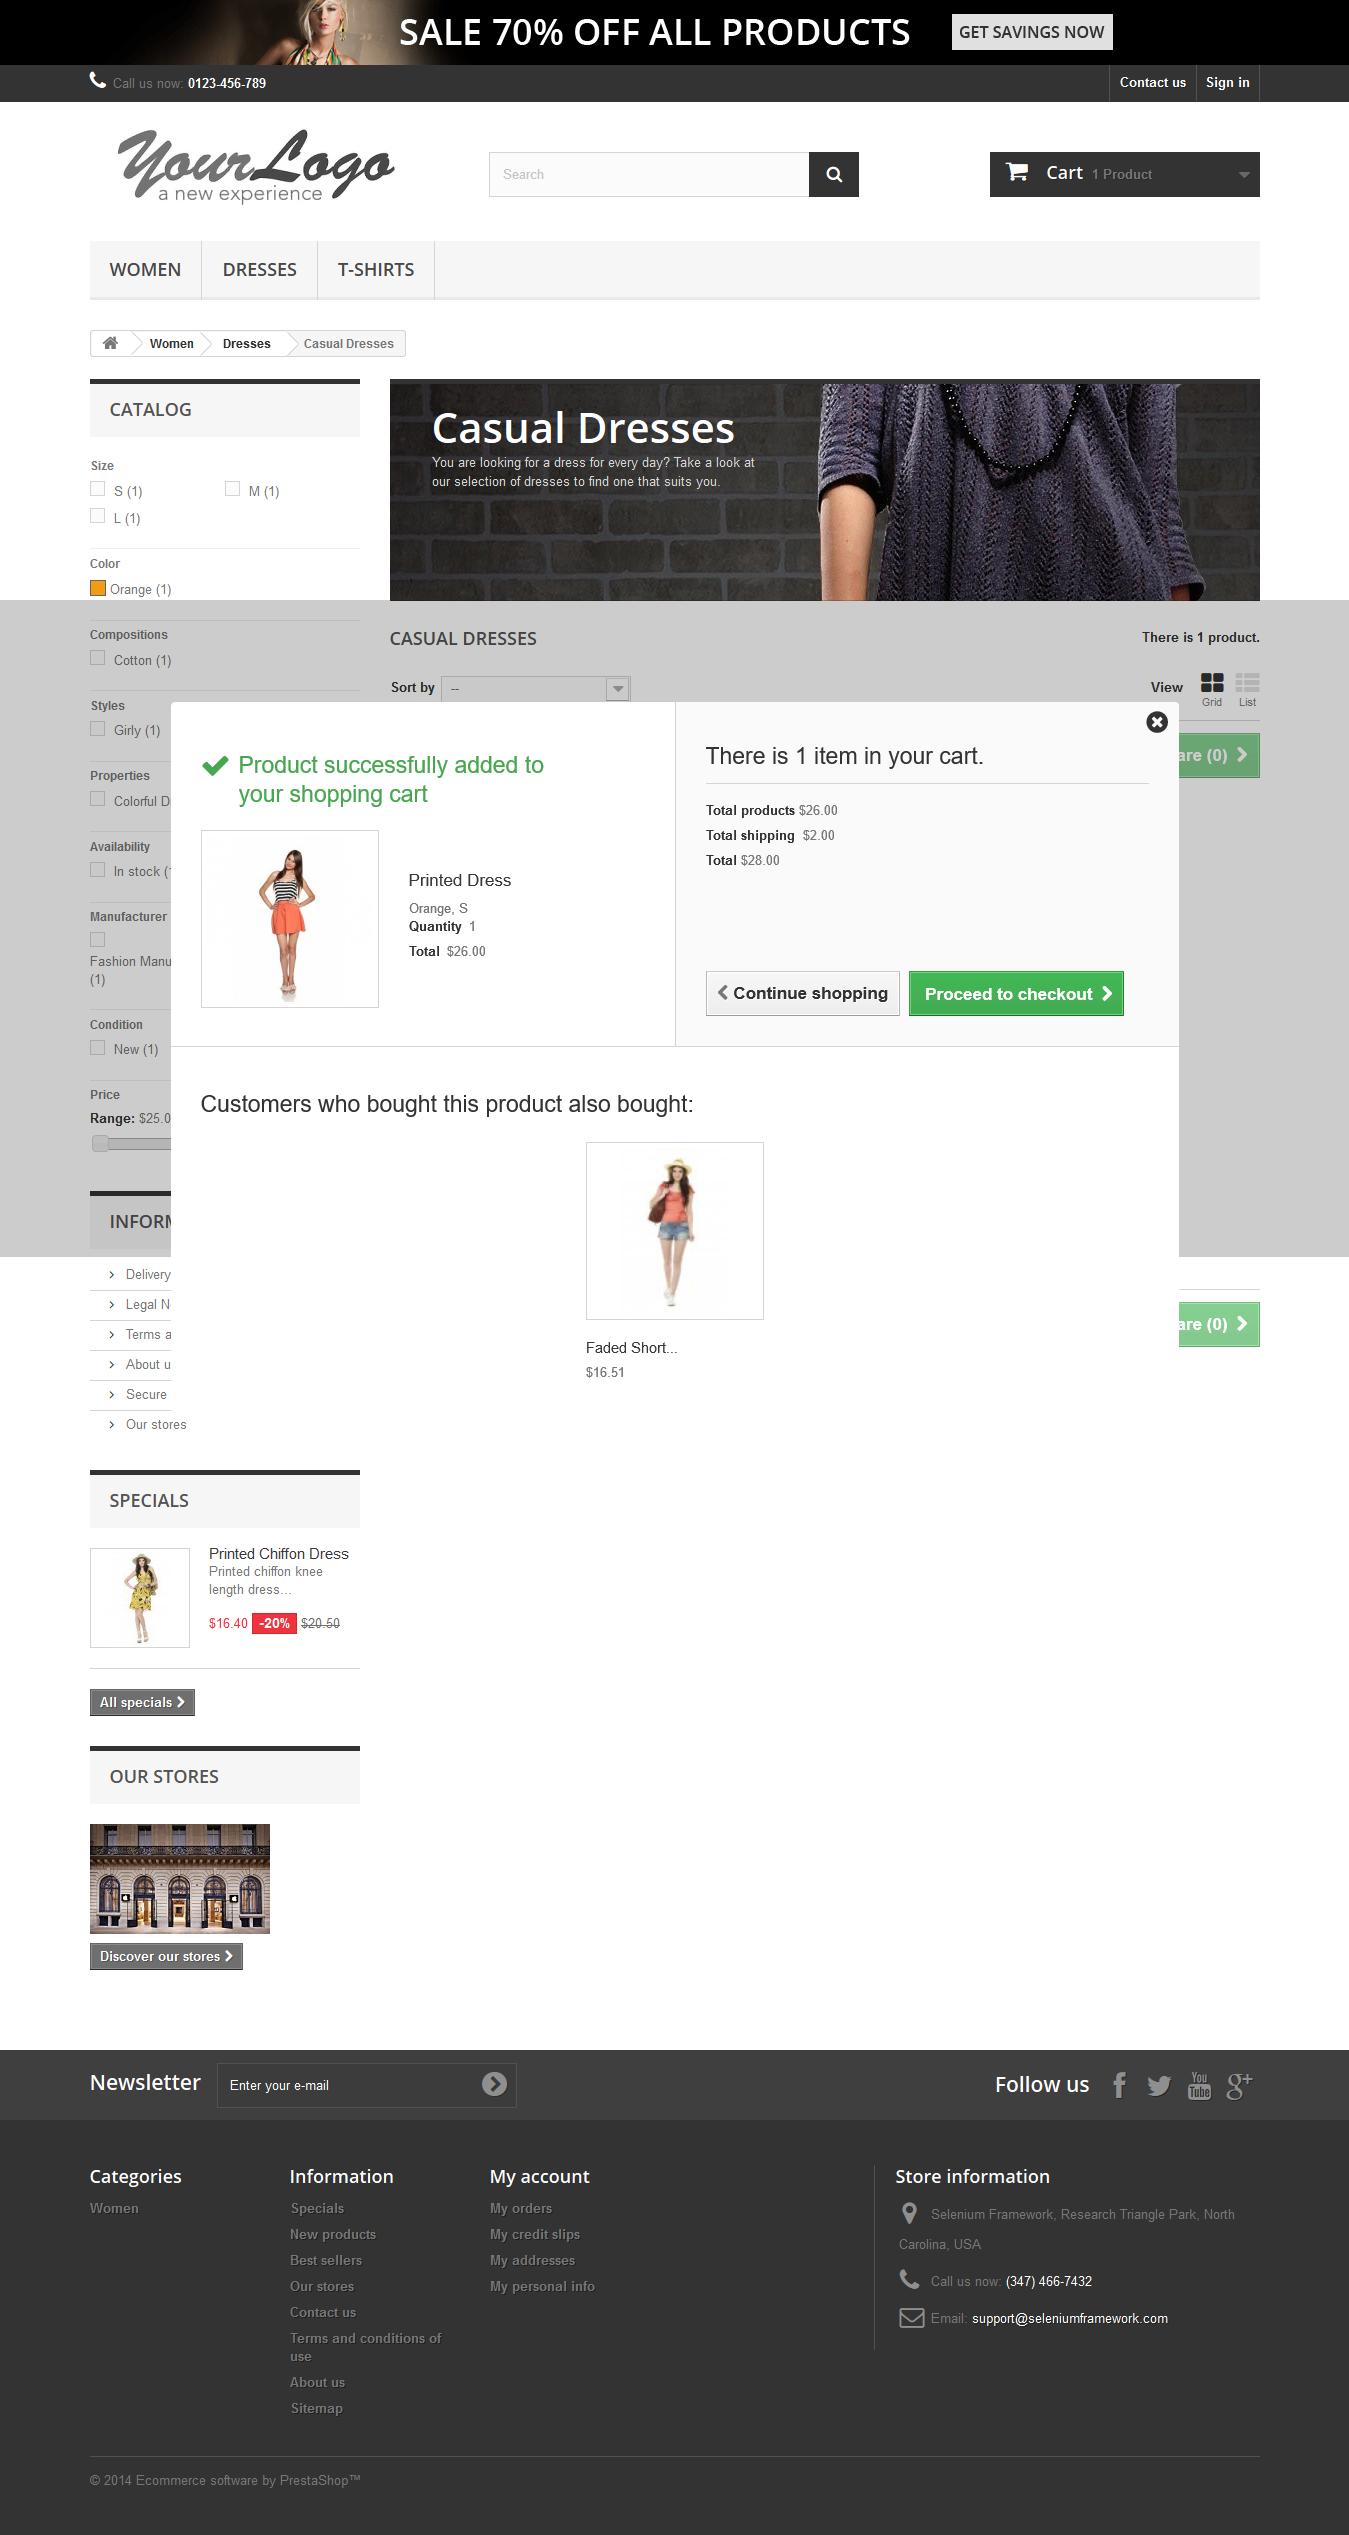 SALE 70% OFF ALL PRODUCTS
GET SAVINGS NOW
Call us now: 0123-456-789
Contact us
Sign in
YourLogo
a new experience
Search
Cart 1 Product
WOMEN
DRESSES
T-SHIRTS
Women
Dresses
Casual Dresses
CATALOG
Size
S (1)
M (1)
L (1)
Color
Orange (1)
Compositions
Cotton (1)
Styles
Girly (1)
Properties
Colorful D
Availability
In stock (
Manufacturer
Fashion Manu
(1)
Condition
New (1)
Price
Range: $25.0
Casual Dresses
You are looking for a dress for every day? Take a look at
our selection of dresses to find one that suits you.
CASUAL DRESSES
There is 1 product.
Sort by
--
View
Grid
List
are (0)
Product successfully added to
your shopping cart
Printed Dress
Orange, S
Quantity 1
Total $26.00
There is 1 item in your cart.
Total products $26.00
Total shipping $2.00
Total $28.00
Continue shopping
Proceed to checkout
Customers who bought this product also bought:
Faded Short...
$16.51
are (0)
INFORM
Delivery
Legal N
Terms a
About u
Secure
Our stores
SPECIALS
Printed Chiffon Dress
Printed chiffon knee
length dress...
$16.40 -20% $20.50
All specials
OUR STORES
Discover our stores
Newsletter
Enter your e-mail
Follow us
You
Tube
g+
Categories
Women
Information
Specials
New products
Best sellers
Our stores
Contact us
Terms and conditions of
use
About us
Sitemap
My account
My orders
My credit slips
My addresses
My personal info
Store information
Selenium Framework, Research Triangle Park, North
Carolina, USA
Call us now: (347) 466-7432
Email: support@seleniumframework.com
© 2014 Ecommerce software by PrestaShop™